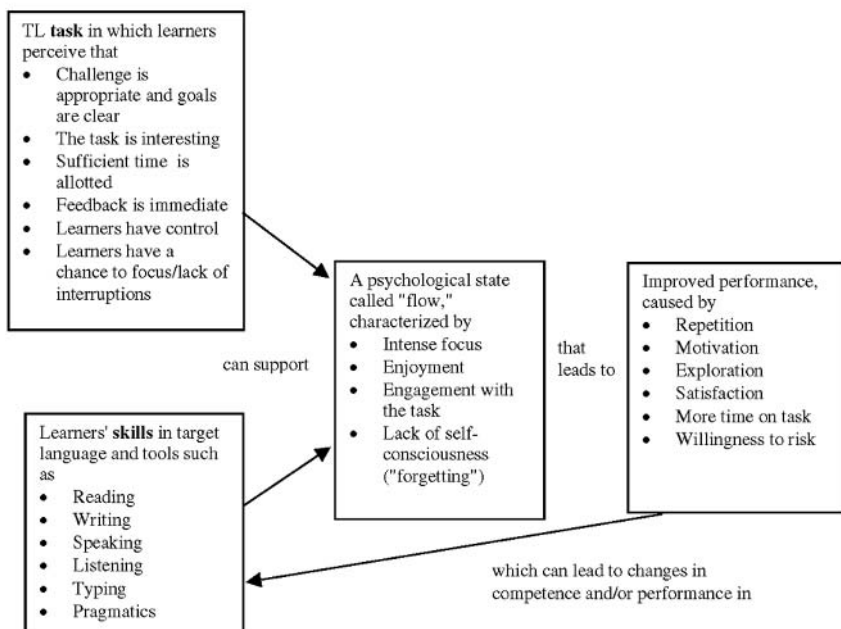 TL task in which learners
perceive that
• Challenge is
appropriate and goals
are clear
• The task is interesting
• Sufficient time is
allotted
• Feedback is immediate
• Learners have control
• Learners have a
chance to focus/lack of
interruptions
can support
Learners' skills in target
language and tools such
as
• Reading
• Writing
• Speaking
• Listening
• Typing
• Pragmatics
A psychological state
called "flow,"
characterized by
• Intense focus
• Enjoyment
• Engagement with
the task
• Lack of self-
consciousness
("forgetting")
that
leads to
Improved performance,
caused by
• Repetition
• Motivation
• Exploration
• Satisfaction
• More time on task
• Willingness to risk
which can lead to changes in
competence and/or performance in